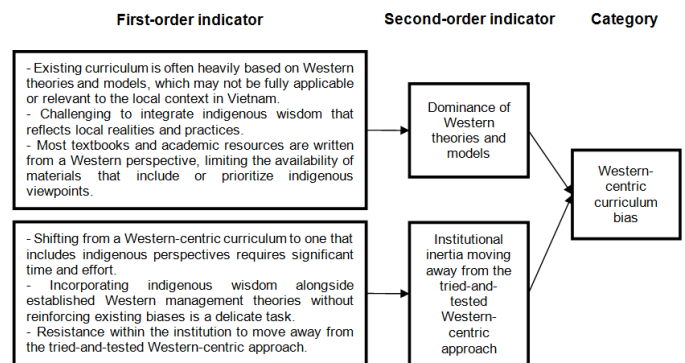 First-order indicator
Second-order indicator
Category
- Existing curriculum is often heavily based on Western
theories and models, which may not be fully applicable
or relevant to the local context in Vietnam.
- Challenging to integrate indigenous wisdom that
reflects local realities and practices.
- Most textbooks and academic resources are written
from a Western perspective, limiting the availability of
materials that include or prioritize indigenous
viewpoints.
Dominance of
Western
theories and
models
Western-
centric
curriculum
bias
- Shifting from a Western-centric curriculum to one that
includes indigenous perspectives requires significant
time and effort.
- Incorporating indigenous wisdom alongside
established Western management theories without
reinforcing existing biases is a delicate task.
- Resistance within the institution to move away from
the tried-and-tested Western-centric approach.
Institutional
inertia moving
away from the
tried-and-
tested
Western-
centric
approach